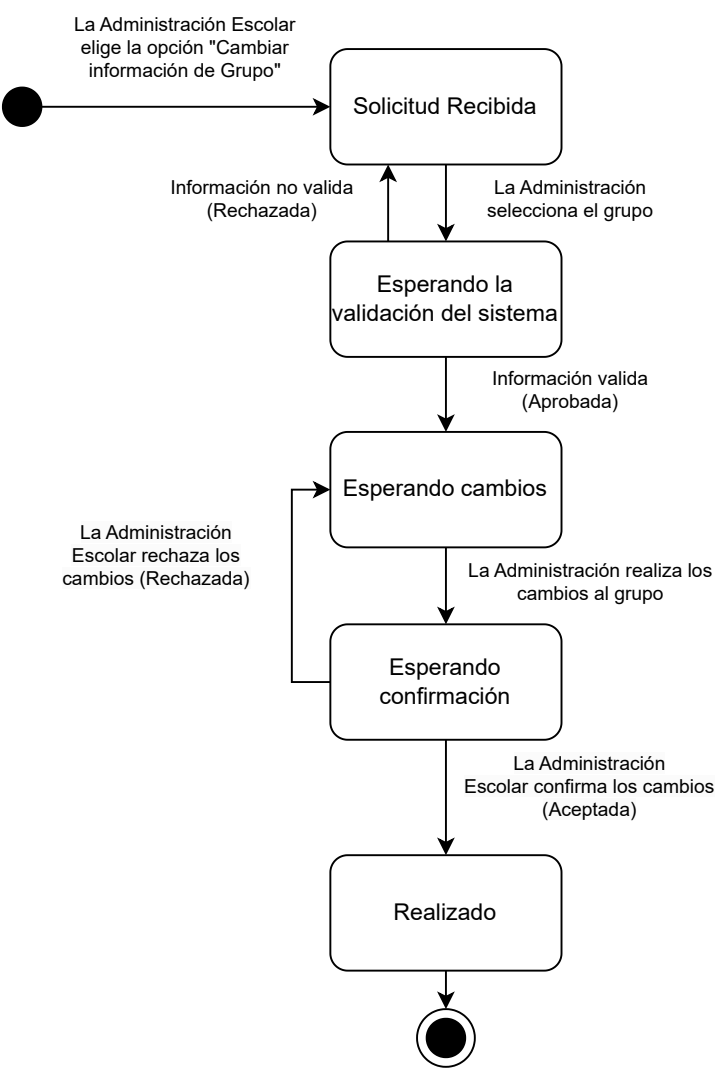 La Administración Escolar
elige la opción "Cambiar
información de Grupo"
Solicitud Recibida
Información no valida
(Rechazada)
La Administración
selecciona el grupo
Esperando la
validación del sistema
Información valida
(Aprobada)
Esperando cambios
La Administración
Escolar rechaza los
cambios (Rechazada)
La Administración realiza los
cambios al grupo
Esperando
confirmación
La Administración
Escolar confirma los cambios
(Aceptada)
Realizado